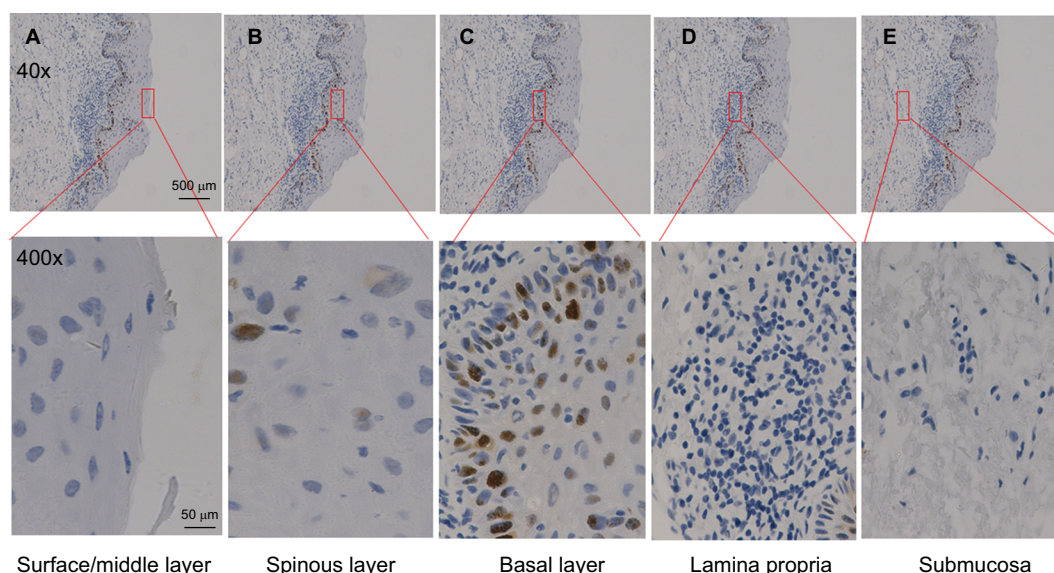 A
B
C
D
E
40x
500 μm
400x
50 μm
Surface/middle layer
Spinous layer
Basal layer
Lamina propria
Submucosa